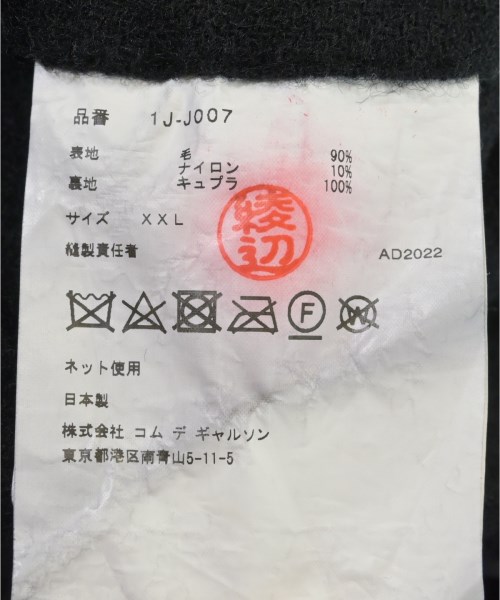 品番 1J-J007
表地 毛 90%
ナイロン 10%
裏地 キュプラ 100%
サイズ XXL
縫製責任者
綾辺
AD2022
F
W
ネット使用
日本製
株式会社 コム デ ギャルソン
東京都港区南青山5-11-5